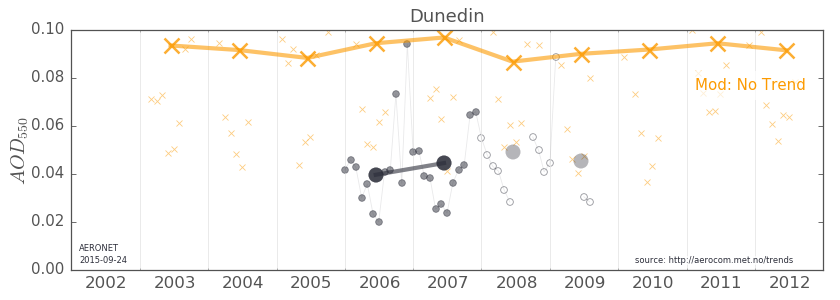 Dunedin
0.10
0.08
0.06
0.04
0.02
0.00
AOD550
Mod: No Trend
AERONET
2015-09-24
source: http://aerocom.met.no/trends
2002 2003 2004 2005 2006 2007 2008 2009 2010 2011 2012